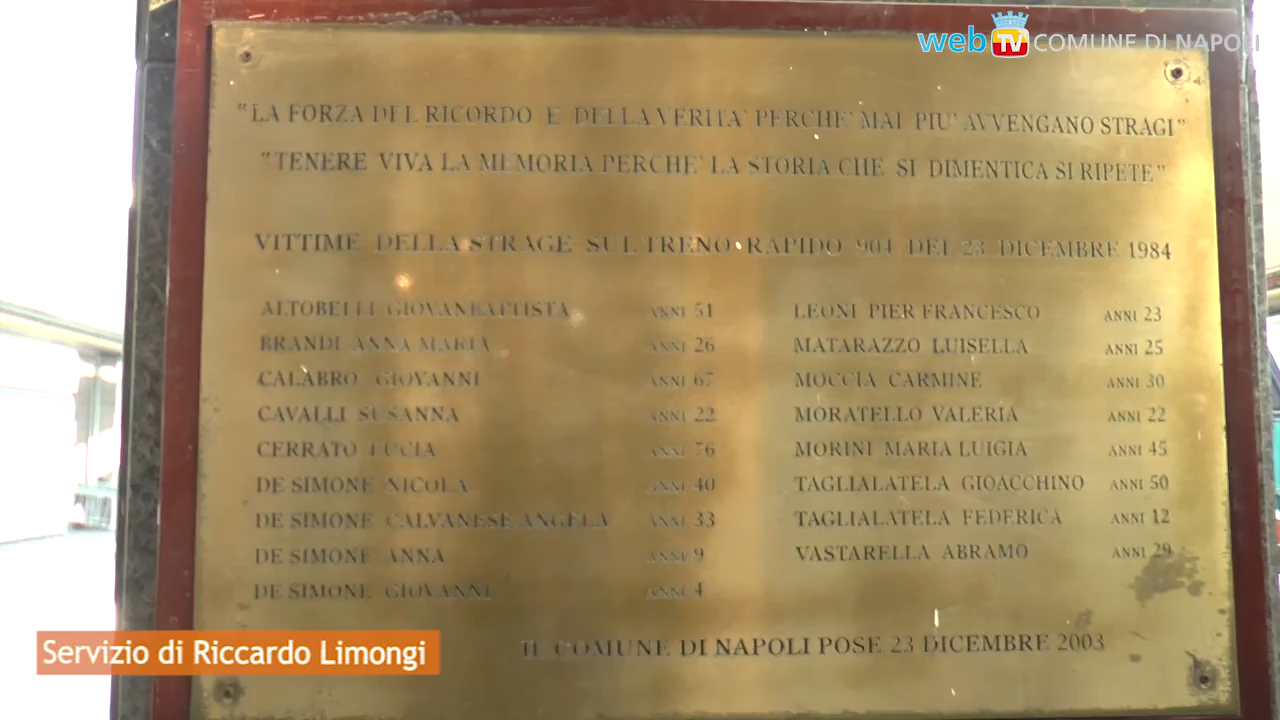 web TV COMUNE DI NAPOLI
"LA FORZA DEL RICORDO E DELLA VERITA' PERCHE' MAI PIU' AVVENGANO STRAGI"
"TENERE VIVA LA MEMORIA PERCHE' LA STORIA CHE SI DIMENTICA SI RIPETE"
VITTIME DELLA STRAGE SUL TRENO RAPIDO 904 DEL 23 DICEMBRE 1984
ALTOBELLI GIOVANBATTISTA ANNI 51
BRANDI ANNA MARIA ANNI 26
CALABRO GIOVANNI ANNI 67
CAVALLI SUSANNA ANNI 22
CERRATO LUCIA ANNI 76
DE SIMONE NICOLA ANNI 40
DE SIMONE CALVANESE ANGELA ANNI 33
DE SIMONE ANNA ANNI 9
DE SIMONE GIOVANNI ANNI 4
LEONI PIER FRANCESCO ANNI 23
MATARAZZO LUISELLA ANNI 25
MOCCIA CARMINE ANNI 30
MORATELLO VALERIA ANNI 22
MORINI MARIA LUIGIA ANNI 45
TAGLIALATELA GIOACCHINO ANNI 50
TAGLIALATELA FEDERICA ANNI 12
VASTARELLA ABRAMO ANNI 29
IL COMUNE DI NAPOLI POSE 23 DICEMBRE 2003
Servizio di Riccardo Limongi